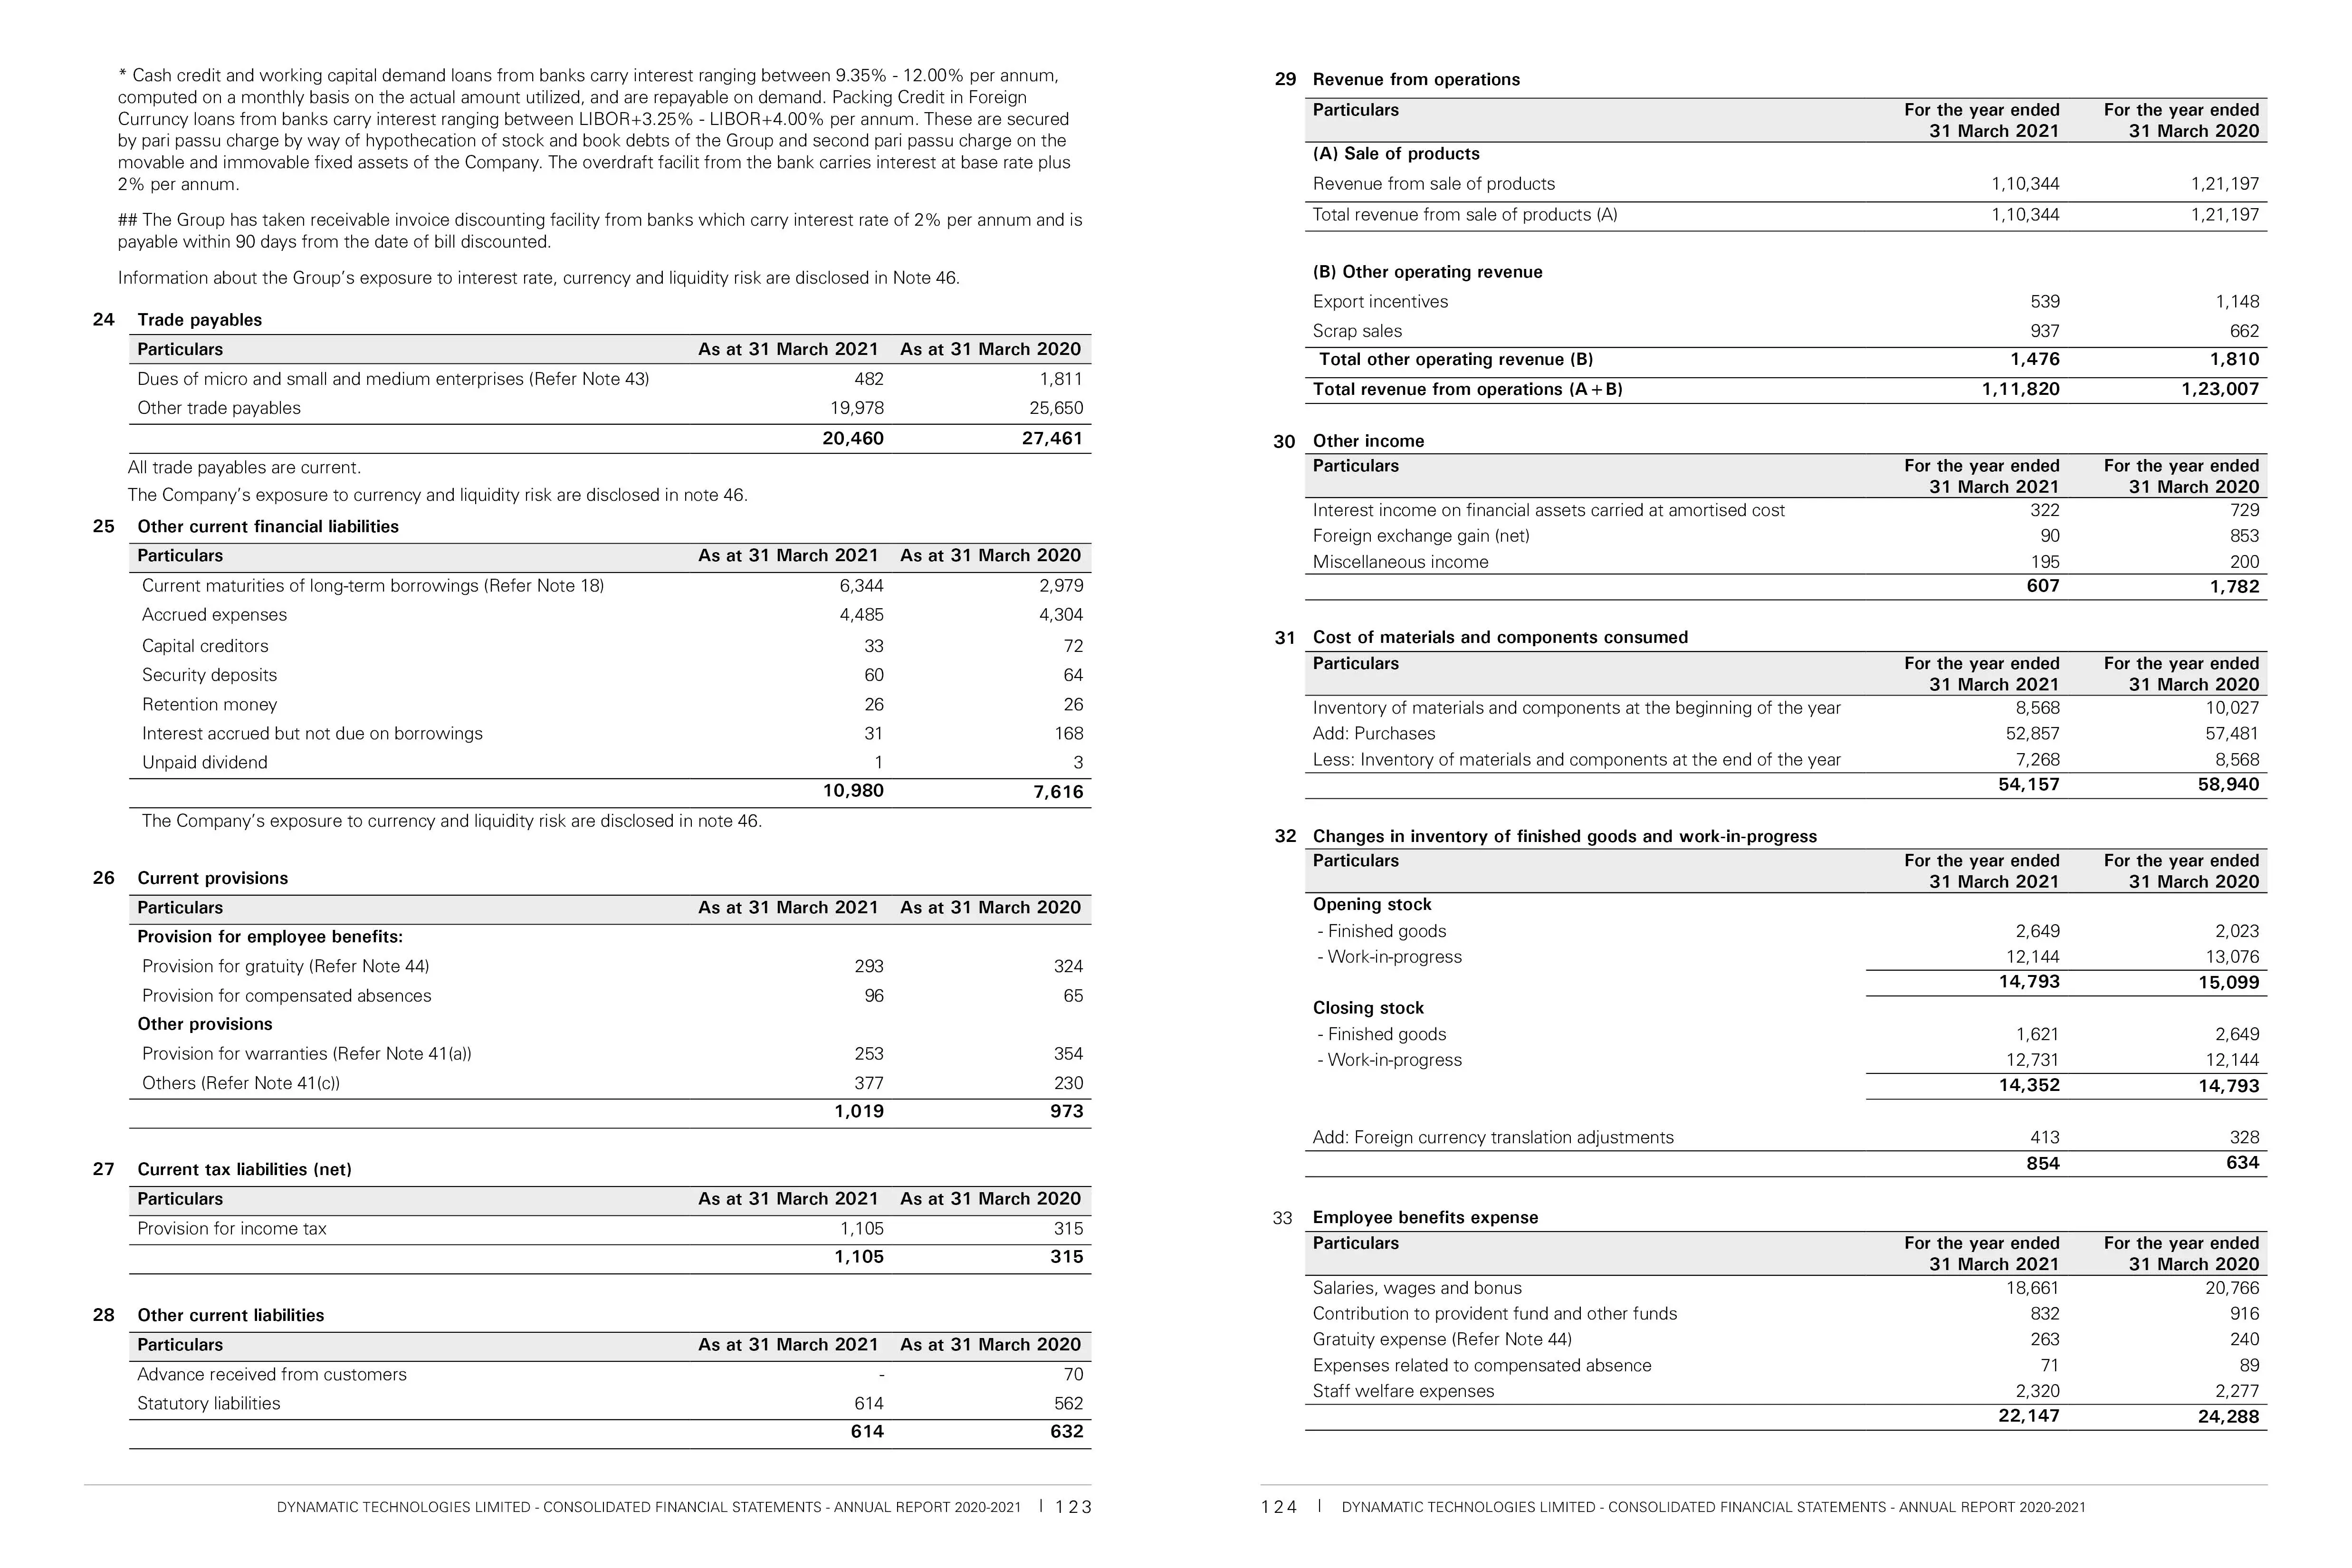 * Cash credit and working capital demand loans from banks carry interest ranging between 9.35% - 12.00% per annum,
computed on a monthly basis on the actual amount utilized, and are repayable on demand. Packing Credit in Foreign
Curruncy loans from banks carry interest ranging between LIBOR+3.25% - LIBOR+4.00% per annum. These are secured
by pari passu charge by way of hypothecation of stock and book debts of the Group and second pari passu charge on the
movable and immovable fixed assets of the Company. The overdraft facilit from the bank carries interest at base rate plus
2% per annum.
## The Group has taken receivable invoice discounting facility from banks which carry interest rate of 2% per annum and is
payable within 90 days from the date of bill discounted.
Information about the Group's exposure to interest rate, currency and liquidity risk are disclosed in Note 46.
24 Trade payables
Particulars As at 31 March 2021 As at 31 March 2020
Dues of micro and small and medium enterprises (Refer Note 43) 482 1,811
Other trade payables 19,978 25,650
20,460 27,461
All trade payables are current.
The Company's exposure to currency and liquidity risk are disclosed in note 46.
25 Other current financial liabilities
Particulars As at 31 March 2021 As at 31 March 2020
Current maturities of long-term borrowings (Refer Note 18) 6,344 2,979
Accrued expenses 4,485 4,304
Capital creditors 33 72
Security deposits 60 64
Retention money 26 26
Interest accrued but not due on borrowings 31 168
Unpaid dividend 1 3
10,980 7,616
The Company's exposure to currency and liquidity risk are disclosed in note 46.
26 Current provisions
Particulars As at 31 March 2021 As at 31 March 2020
Provision for employee benefits:
Provision for gratuity (Refer Note 44) 293 324
Provision for compensated absences 96 65
Other provisions
Provision for warranties (Refer Note 41(a)) 253 354
Others (Refer Note 41(c)) 377 230
1,019 973
27 Current tax liabilities (net)
Particulars As at 31 March 2021 As at 31 March 2020
Provision for income tax 1,105 315
1,105 315
28 Other current liabilities
Particulars As at 31 March 2021 As at 31 March 2020
Advance received from customers - 70
Statutory liabilities 614 562
614 632
DYNAMATIC TECHNOLOGIES LIMITED - CONSOLIDATED FINANCIAL STATEMENTS - ANNUAL REPORT 2020-2021 | 123
29 Revenue from operations
Particulars For the year ended For the year ended
31 March 2021 31 March 2020
(A) Sale of products
Revenue from sale of products 1,10,344 1,21,197
Total revenue from sale of products (A) 1,10,344 1,21,197
(B) Other operating revenue
Export incentives 539 1,148
Scrap sales 937 662
Total other operating revenue (B) 1,476 1,810
Total revenue from operations (A+B) 1,11,820 1,23,007
30 Other income
Particulars For the year ended For the year ended
31 March 2021 31 March 2020
Interest income on financial assets carried at amortised cost 322 729
Foreign exchange gain (net) 90 853
Miscellaneous income 195 200
607 1,782
31 Cost of materials and components consumed
Particulars For the year ended For the year ended
31 March 2021 31 March 2020
Inventory of materials and components at the beginning of the year 8,568 10,027
Add: Purchases 52,857 57,481
Less: Inventory of materials and components at the end of the year 7,268 8,568
54,157 58,940
32 Changes in inventory of finished goods and work-in-progress
Particulars For the year ended For the year ended
31 March 2021 31 March 2020
Opening stock
- Finished goods 2,649 2,023
- Work-in-progress 12,144 13,076
14,793 15,099
Closing stock
- Finished goods 1,621 2,649
- Work-in-progress 12,731 12,144
14,352 14,793
Add: Foreign currency translation adjustments 413 328
854 634
33 Employee benefits expense
Particulars For the year ended For the year ended
31 March 2021 31 March 2020
Salaries, wages and bonus 18,661 20,766
Contribution to provident fund and other funds 832 916
Gratuity expense (Refer Note 44) 263 240
Expenses related to compensated absence 71 89
Staff welfare expenses 2,320 2,277
22,147 24,288
124 | DYNAMATIC TECHNOLOGIES LIMITED - CONSOLIDATED FINANCIAL STATEMENTS - ANNUAL REPORT 2020-2021